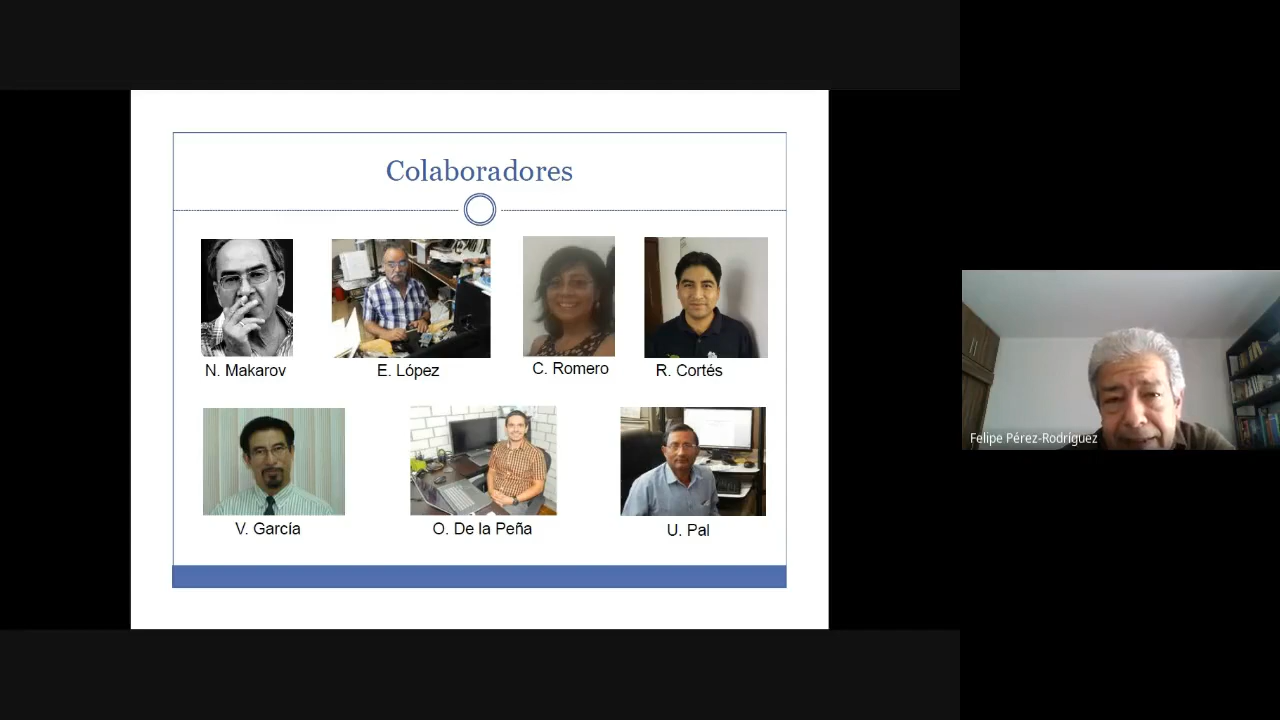 Colaboradores
N. Makarov
E. López
C. Romero
R. Cortés
V. García
O. De la Peña
U. Pal
Felipe Pérez-Rodríguez